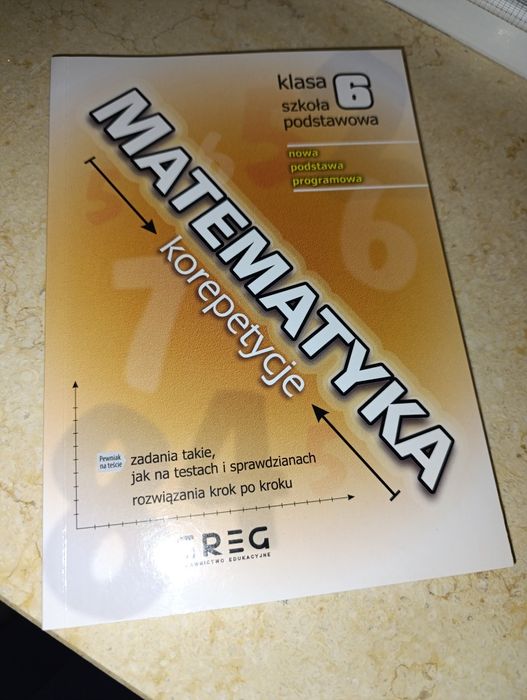 klasa 6
szkoła
podstawowa
nowa
podstawa
programowa
MATEMATYKA
korepetycje
Pewniak
na teście
zadania takie,
jak na testach i sprawdzianach
rozwiązania krok po kroku
GREG
EDUKACYJNE